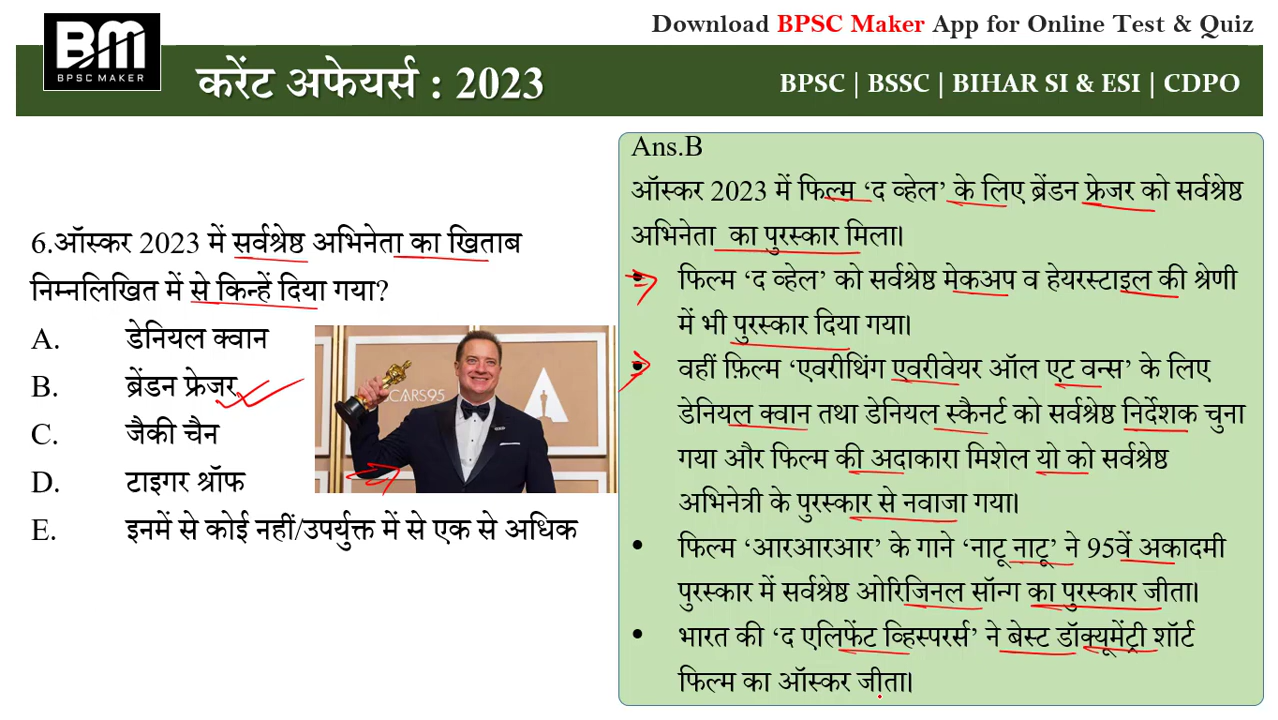 Download BPSC Maker App for Online Test & Quiz
BM
BPSC MAKER
करेंट अफेयर्स : 2023
BPSC | BSSC | BIHAR SI & ESI | CDPO
6.ऑस्कर 2023 में सर्वश्रेष्ठ अभिनेता का खिताब
निम्नलिखित में से किन्हें दिया गया?
A. डेनियल क्वान
B. ब्रेंडन फ्रेजर
C. जैकी चैन
D. टाइगर श्रॉफ
E. इनमें से कोई नहीं/उपर्युक्त में से एक से अधिक
OSCARS95
Ans.B
ऑस्कर 2023 में फिल्म ‘द व्हेल’ के लिए ब्रेंडन फ्रेजर को सर्वश्रेष्ठ
अभिनेता का पुरस्कार मिला।
• फिल्म ‘द व्हेल’ को सर्वश्रेष्ठ मेकअप व हेयरस्टाइल की श्रेणी
में भी पुरस्कार दिया गया।
• वहीं फ़िल्म ‘एवरीथिंग एवरीवेयर ऑल एट वन्स’ के लिए
डेनियल क्वान तथा डेनियल स्कैनर्ट को सर्वश्रेष्ठ निर्देशक चुना
गया और फिल्म की अदाकारा मिशेल यो को सर्वश्रेष्ठ
अभिनेत्री के पुरस्कार से नवाजा गया।
• फिल्म ‘आरआरआर’ के गाने ‘नाटू नाटू’ ने 95वें अकादमी
पुरस्कार में सर्वश्रेष्ठ ओरिजिनल सॉन्ग का पुरस्कार जीता।
• भारत की ‘द एलिफेंट व्हिस्परर्स’ ने बेस्ट डॉक्यूमेंट्री शॉर्ट
फिल्म का ऑस्कर जीता।